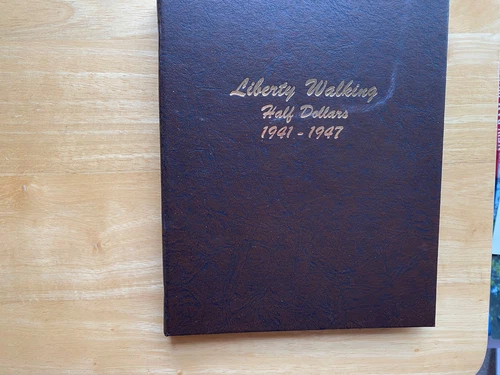 Liberty Walking
Half Dollars
1941 - 1947